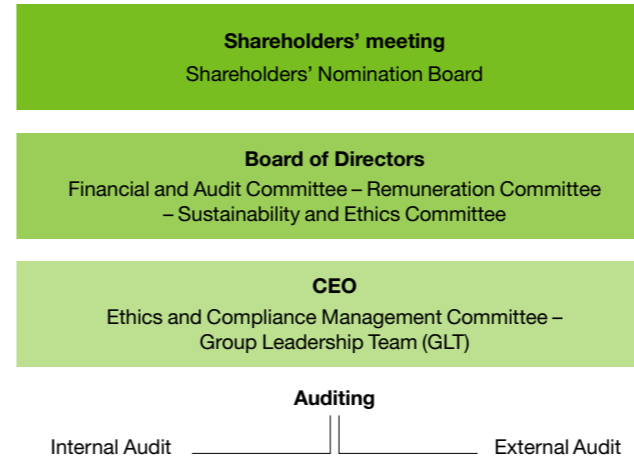 Shareholders’ meeting
Shareholders’ Nomination Board
Board of Directors
Financial and Audit Committee – Remuneration Committee
– Sustainability and Ethics Committee
CEO
Ethics and Compliance Management Committee –
Group Leadership Team (GLT)
Auditing
Internal Audit
External Audit